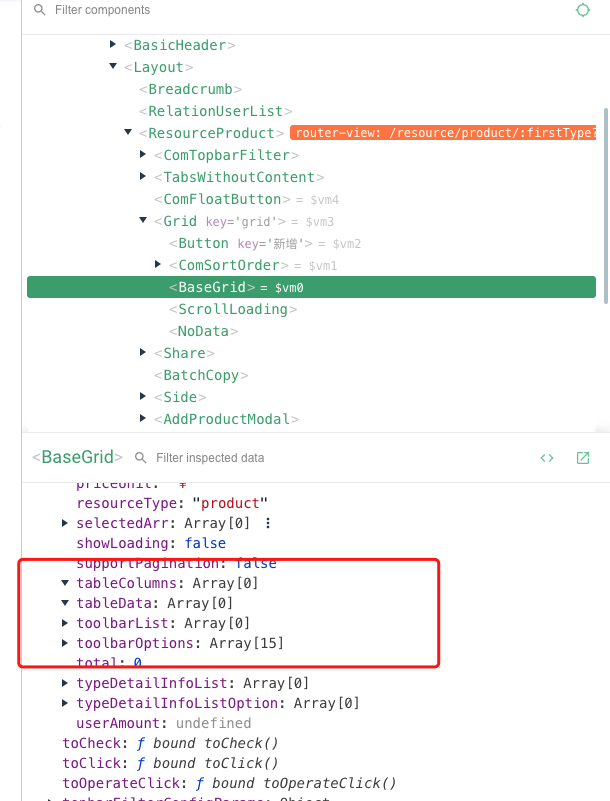 Filter components
<BasicHeader>
<Layout>
<Breadcrumb>
<RelationUserList>
<ResourceProduct> router-view: /resource/product/:firstType?
<ComTopbarFilter>
<TabsWithoutContent>
<ComFloatButton> = $vm4
<Grid key='grid'> = $vm3
<Button key='新增'> = $vm2
<ComSortOrder> = $vm1
<BaseGrid> = $vm0
<ScrollLoading>
<NoData>
<Share>
<BatchCopy>
<Side>
<AddProductModal>
<BaseGrid> Filter inspected data
priceUnit: "¥"
resourceType: "product"
selectedArr: Array[0]
showLoading: false
supportPagination: false
tableColumns: Array[0]
tableData: Array[0]
toolbarList: Array[0]
toolbarOptions: Array[15]
total: 0
typeDetailInfoList: Array[0]
typeDetailInfoListOption: Array[0]
userAmount: undefined
toCheck: ƒ bound toCheck()
toClick: ƒ bound toClick()
toOperateClick: ƒ bound toOperateClick()
topbarFilterConfigParams: Object